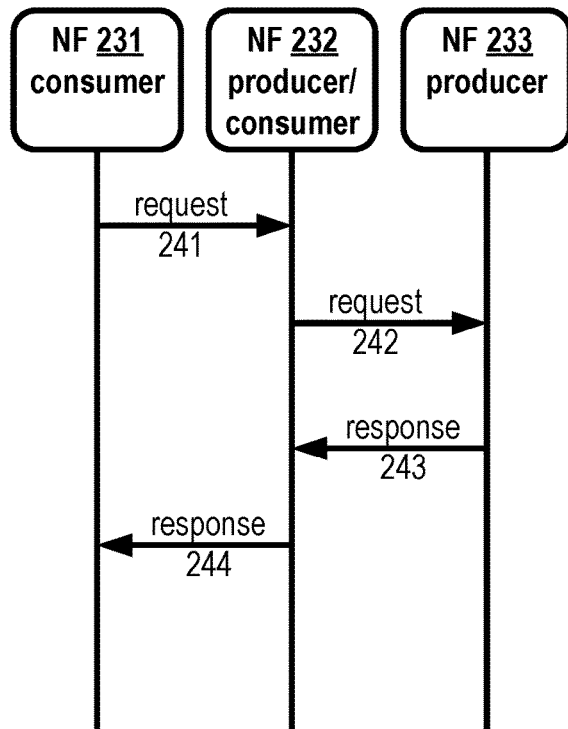 NF 231
consumer
NF 232
producer/
consumer
NF 233
producer
request
241
request
242
response
243
response
244